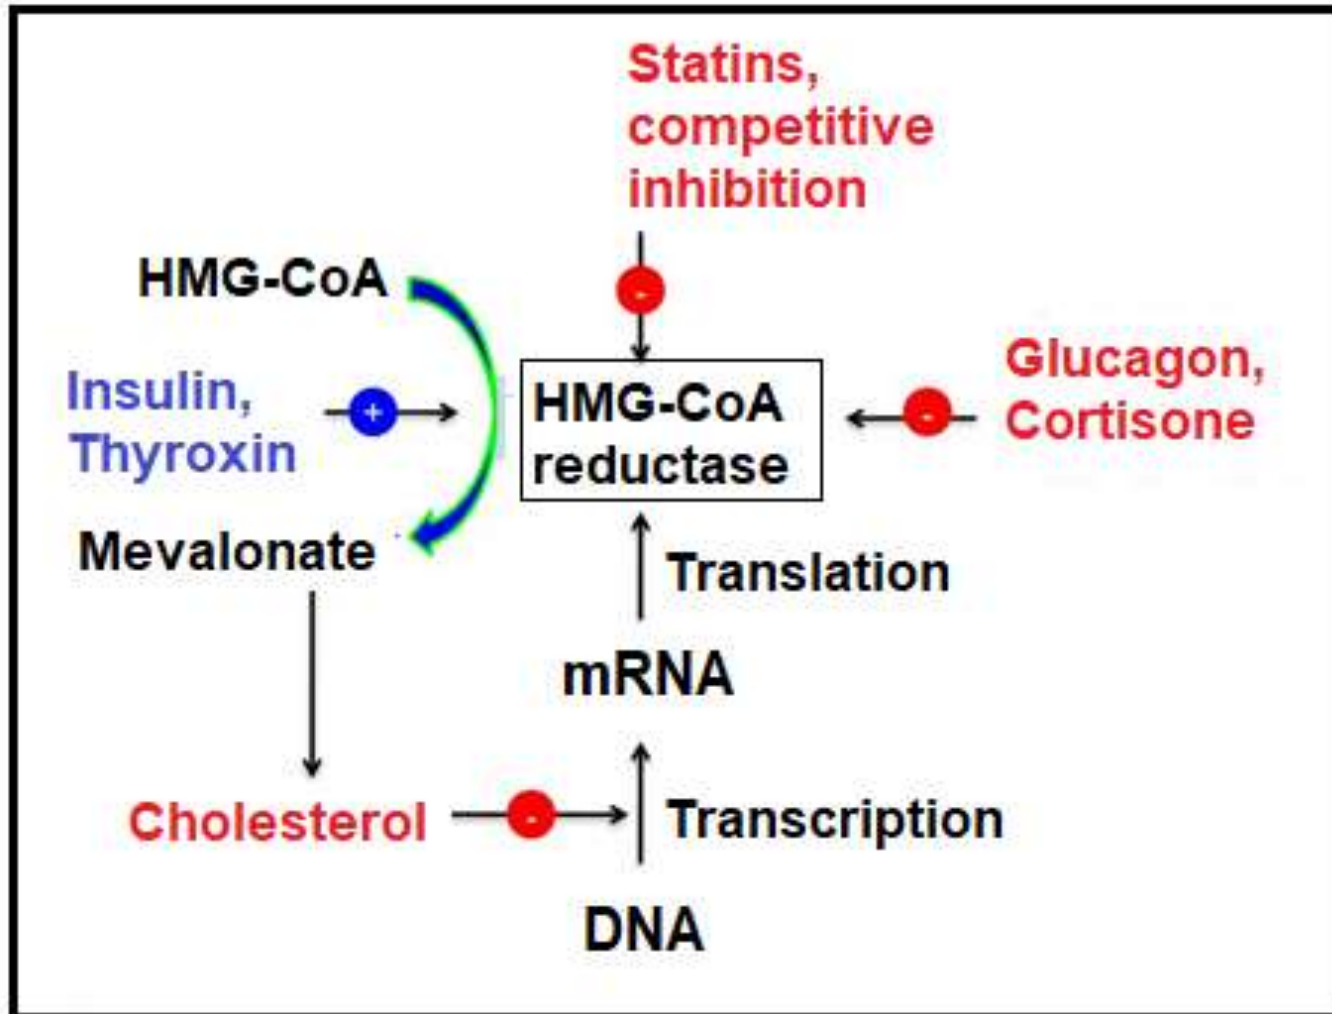 Statins,
competitive
inhibition
HMG-CoA
-
Insulin,
Thyroxin
+
HMG-CoA
reductase
-
Glucagon,
Cortisone
Mevalonate
Translation
mRNA
Cholesterol
-
Transcription
DNA